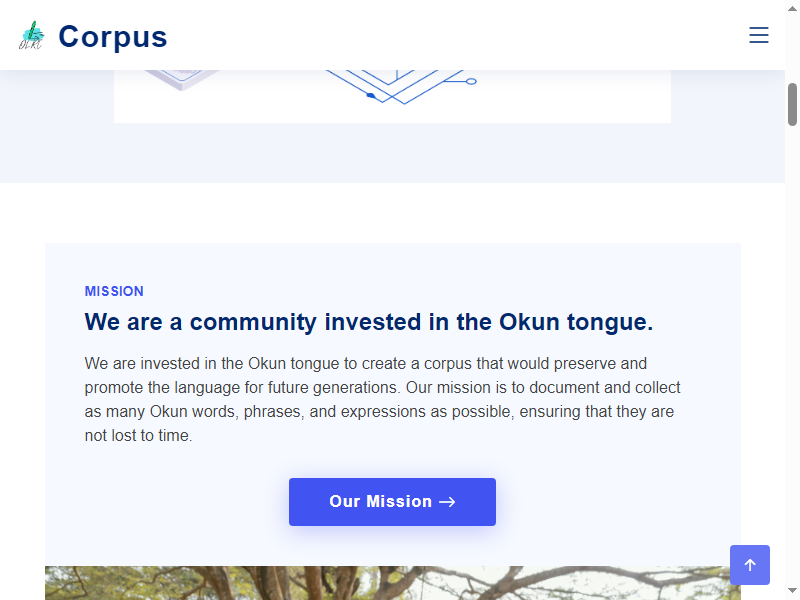 OLRC
Corpus
MISSION
We are a community invested in the Okun tongue.
We are invested in the Okun tongue to create a corpus that would preserve and
promote the language for future generations. Our mission is to document and collect
as many Okun words, phrases, and expressions as possible, ensuring that they are
not lost to time.
Our Mission